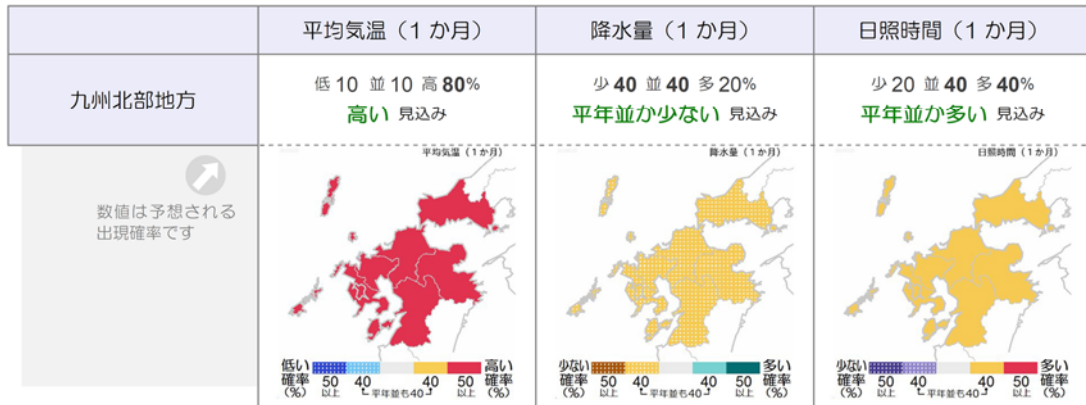 平均気温（1か月）
降水量（1か月）
日照時間（1か月）
九州北部地方
低10 並10 高80%
高い 見込み
少40 並40 多20%
平年並か少ない 見込み
少20 並40 多40%
平年並か多い 見込み
数値は予想される
出現確率です
平均気温（1か月）
低い
確率
(%)
50
以上
40
平年並も40
40
50
以上
高い
確率
(%)
降水量（1か月）
少ない
確率
(%)
50
以上
40
平年並も40
40
50
以上
多い
確率
(%)
日照時間（1か月）
少ない
確率
(%)
50
以上
40
平年並も40
40
50
以上
多い
確率
(%)